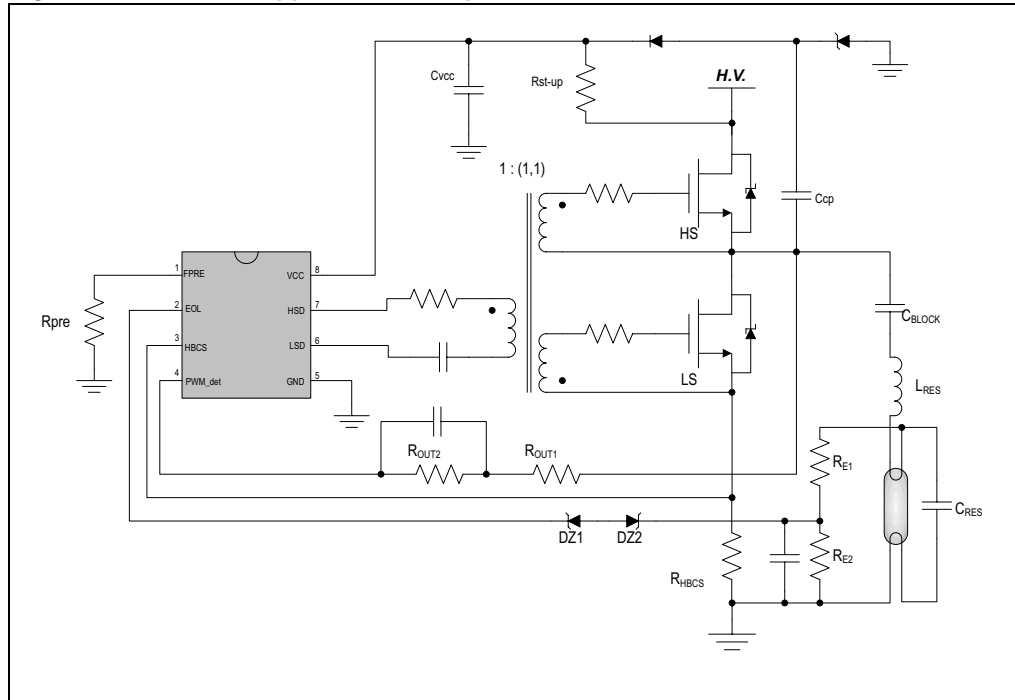 H.V.
Cvcc
Rst-up
1 : (1,1)
Ccp
HS
1
FPRE
VCC
8
2
EOL
HSD
7
3
HBCS
LSD
6
4
PWM_det
GND
5
Rpre
CBLOCK
LS
LRES
ROUT2
ROUT1
RE1
CRES
DZ1
DZ2
RE2
RHBCS